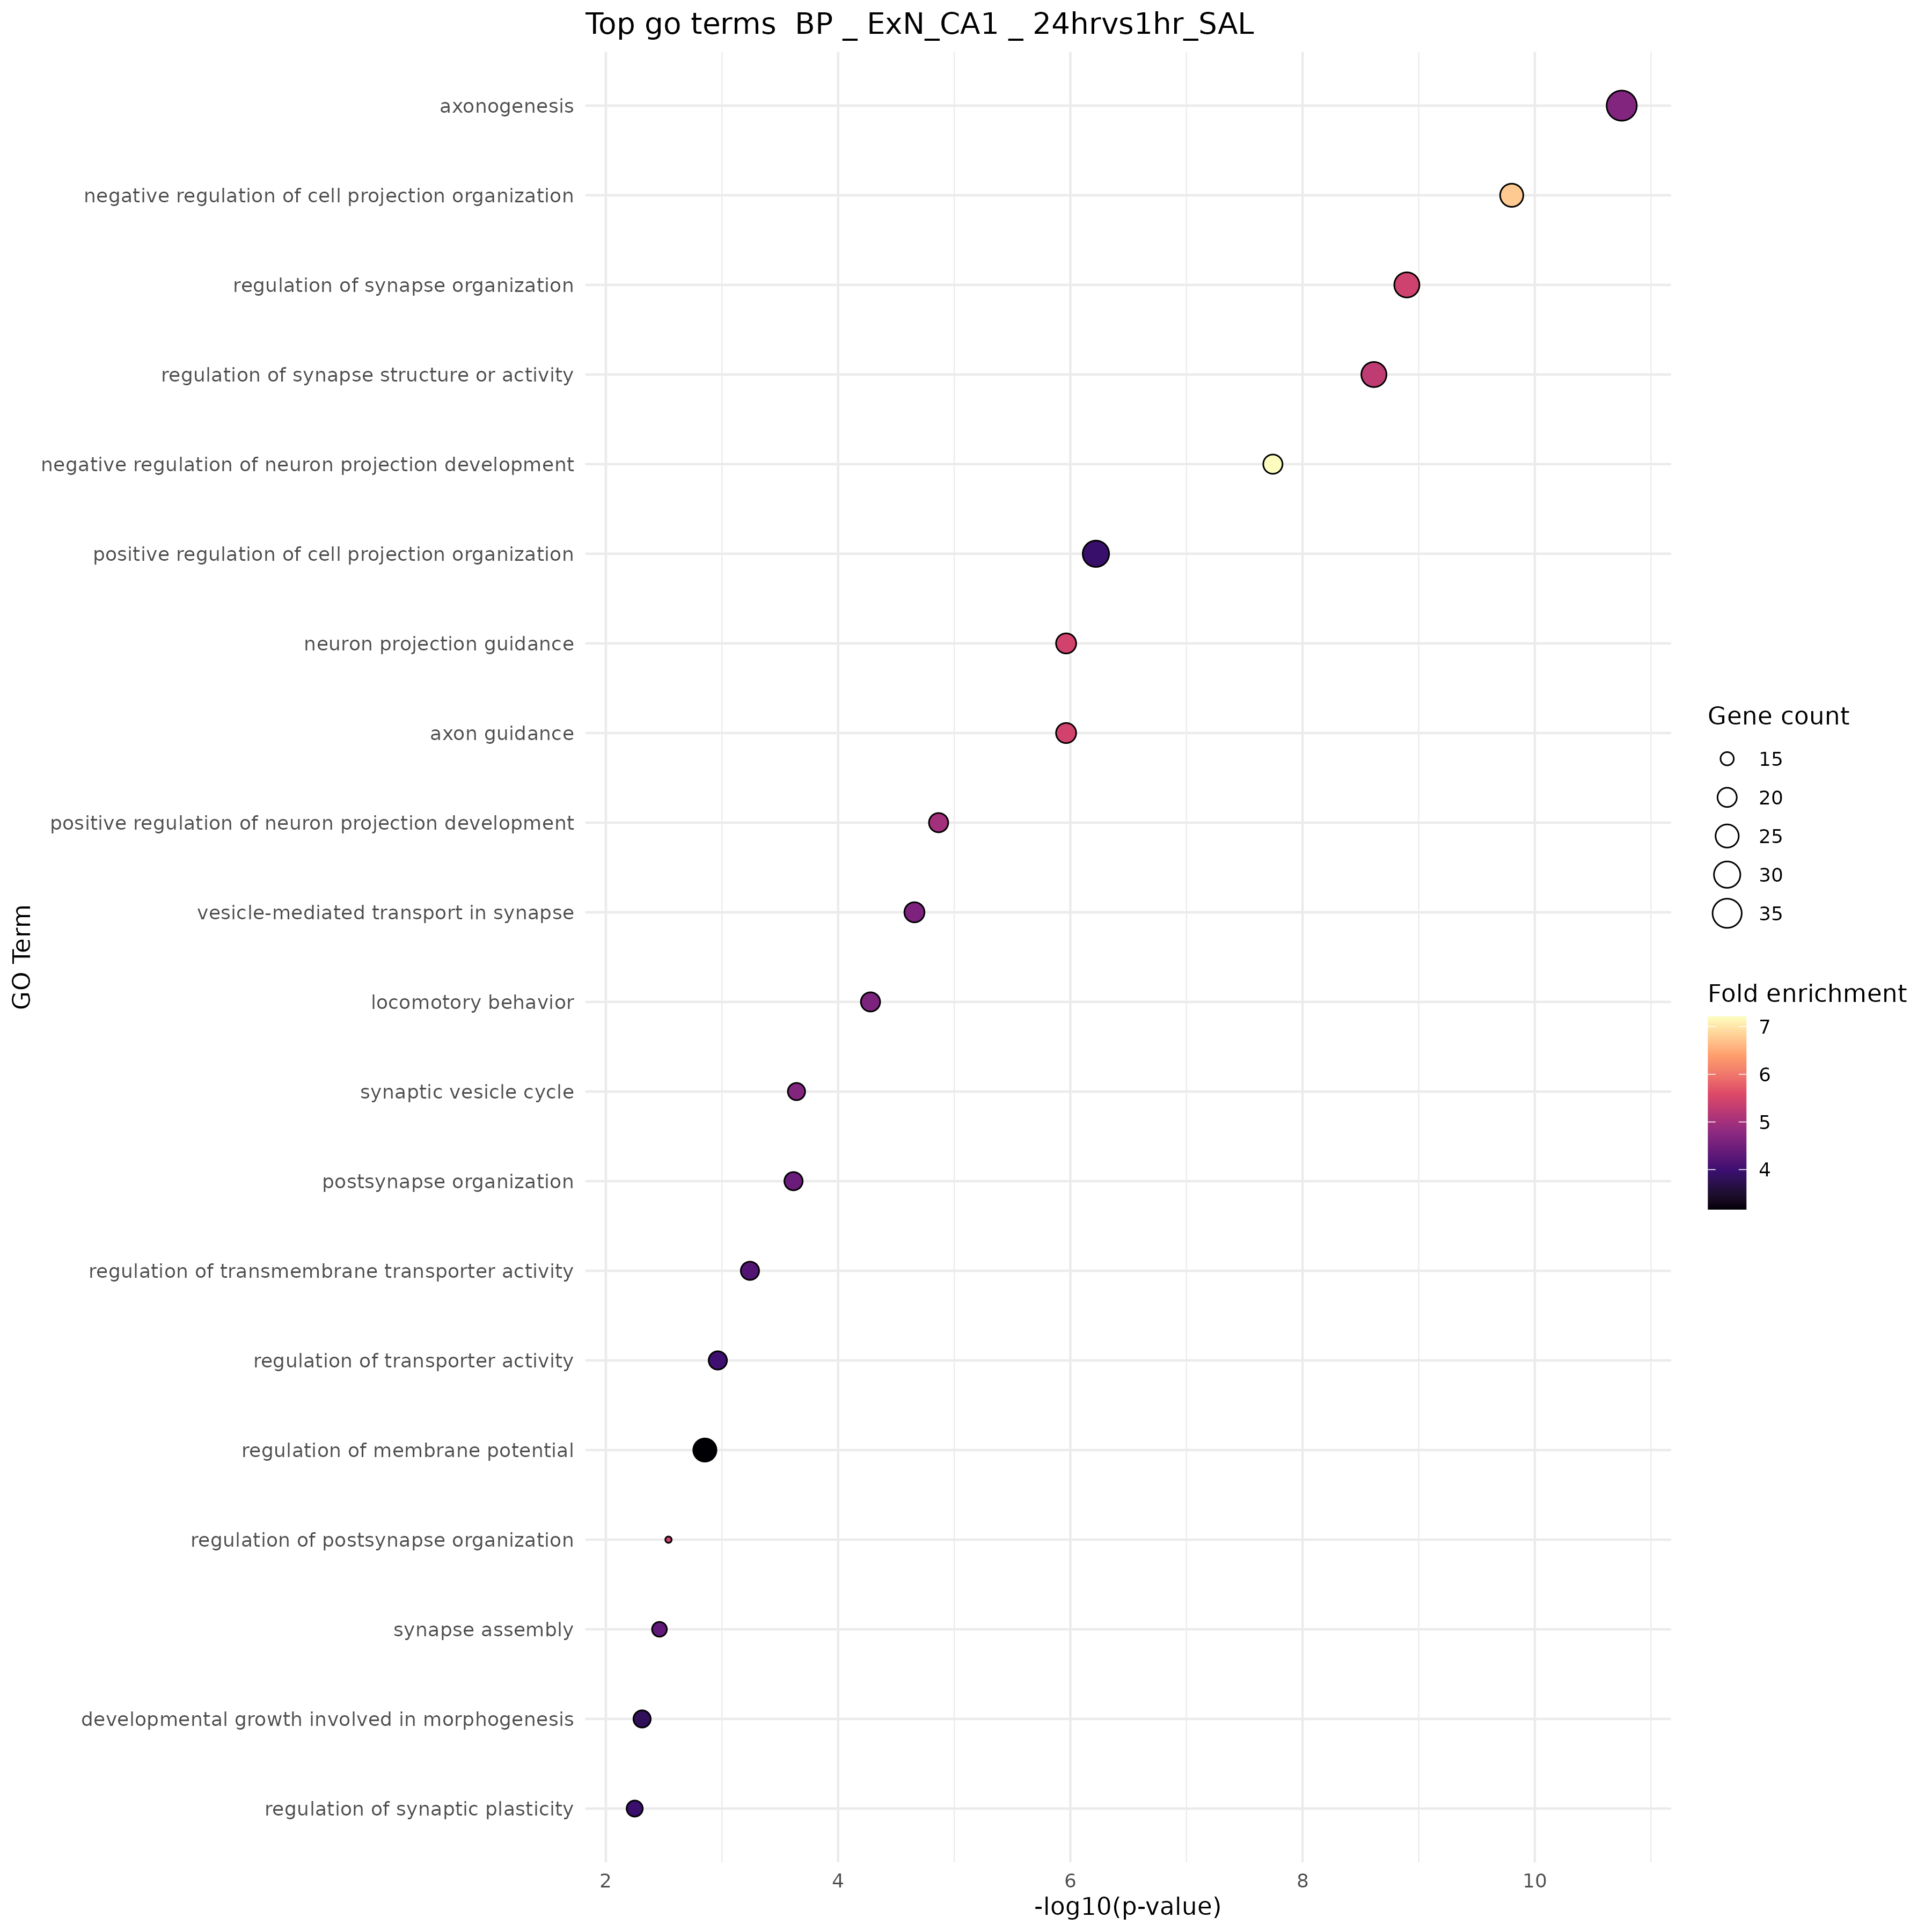 Top go terms  BP _ ExN_CA1 _ 24hrvs1hr_SAL
GO Term
axonogenesis
negative regulation of cell projection organization
regulation of synapse organization
regulation of synapse structure or activity
negative regulation of neuron projection development
positive regulation of cell projection organization
neuron projection guidance
axon guidance
positive regulation of neuron projection development
vesicle-mediated transport in synapse
locomotory behavior
synaptic vesicle cycle
postsynapse organization
regulation of transmembrane transporter activity
regulation of transporter activity
regulation of membrane potential
regulation of postsynapse organization
synapse assembly
developmental growth involved in morphogenesis
regulation of synaptic plasticity
2 4 6 8 10
-log10(p-value)
Gene count
15
20
25
30
35
Fold enrichment
7
6
5
4